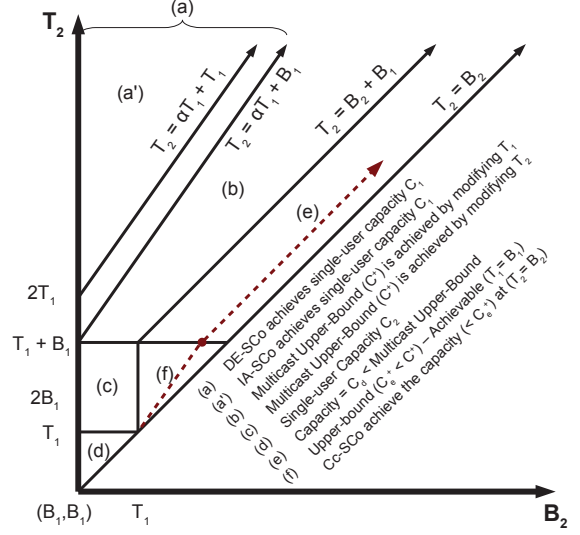 T₂
(a)
(a')
T₂ = αT₁ + T₁
T₂ = αT₁ + B₁
T₂ = B₂ + B₁
T₂ = B₂
(b)
(e)
2T₁
T₁ + B₁
(c)
(f)
2B₁
T₁
(d)
(B₁,B₁)
T₁
B₂
(a)
(a')
(b)
(c)
(d)
(e)
(f)
DE-SCo achieves single-user capacity C₁
IA-SCo achieves single-user capacity C₁
Multicast Upper-Bound (C⁺) is achieved by modifying T₁
Multicast Upper-Bound (C⁺) is achieved by modifying T₂
Single-user Capacity C₂
Capacity = C_d < Multicast Upper-Bound
Upper-bound (Cₑ⁺ < C⁺) – Achievable (T₁ = B₁)
Cc-SCo achieve the capacity (< Cₑ⁺) at (T₂ = B₂)